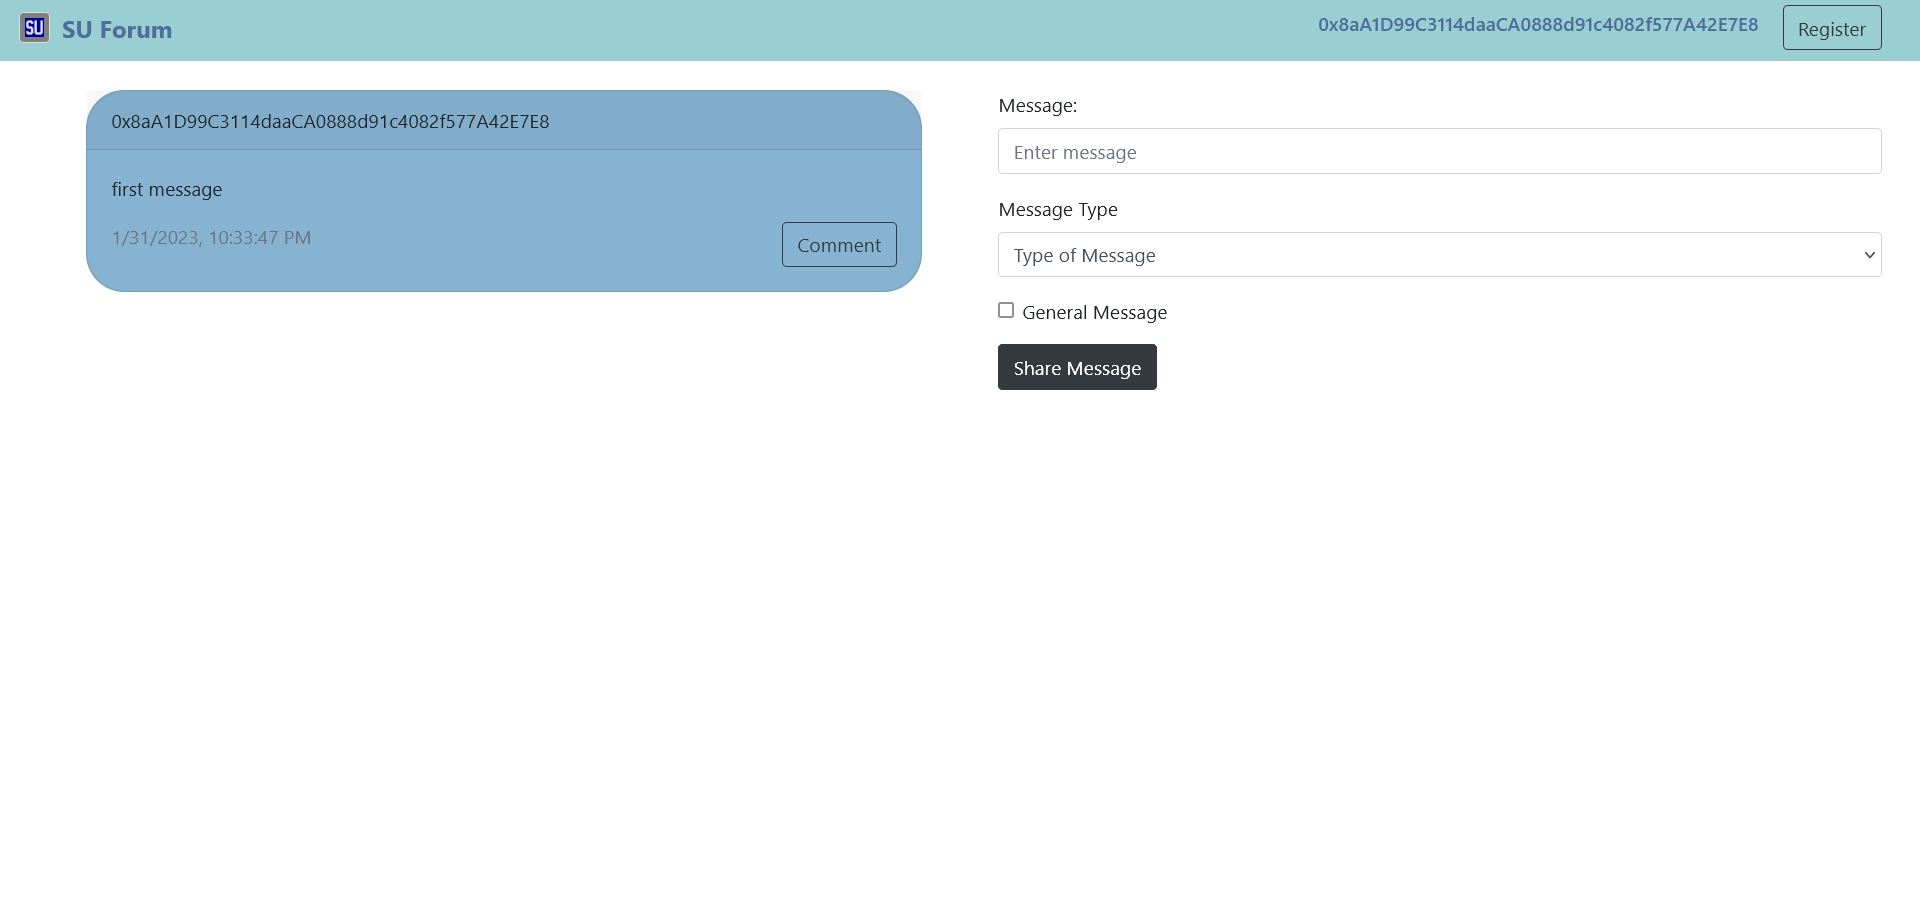 SU SU Forum
0x8aA1D99C3114daaCA0888d91c4082f577A42E7E8
Register
0x8aA1D99C3114daaCA0888d91c4082f577A42E7E8
first message
1/31/2023, 10:33:47 PM
Comment
Message:
Enter message
Message Type
Type of Message
General Message
Share Message